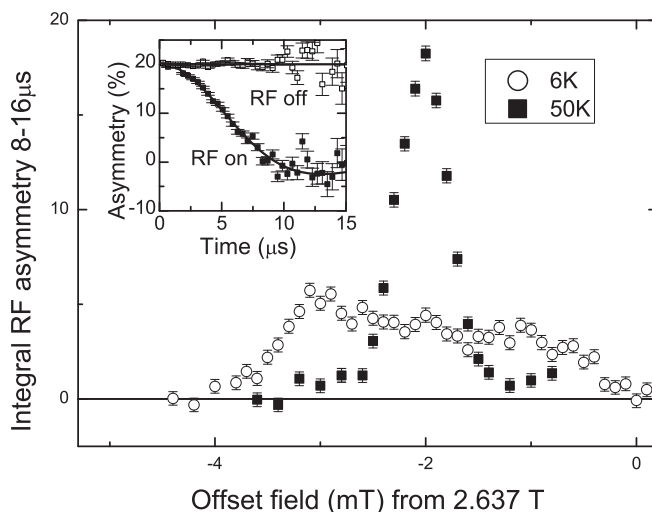 20
10
0
-4
-2
0
Integral RF asymmetry 8-16μs
Offset field (mT) from 2.637 T
6K
50K
20
10
0
-10
0
5
10
15
Asymmetry (%)
Time (μs)
RF off
RF on